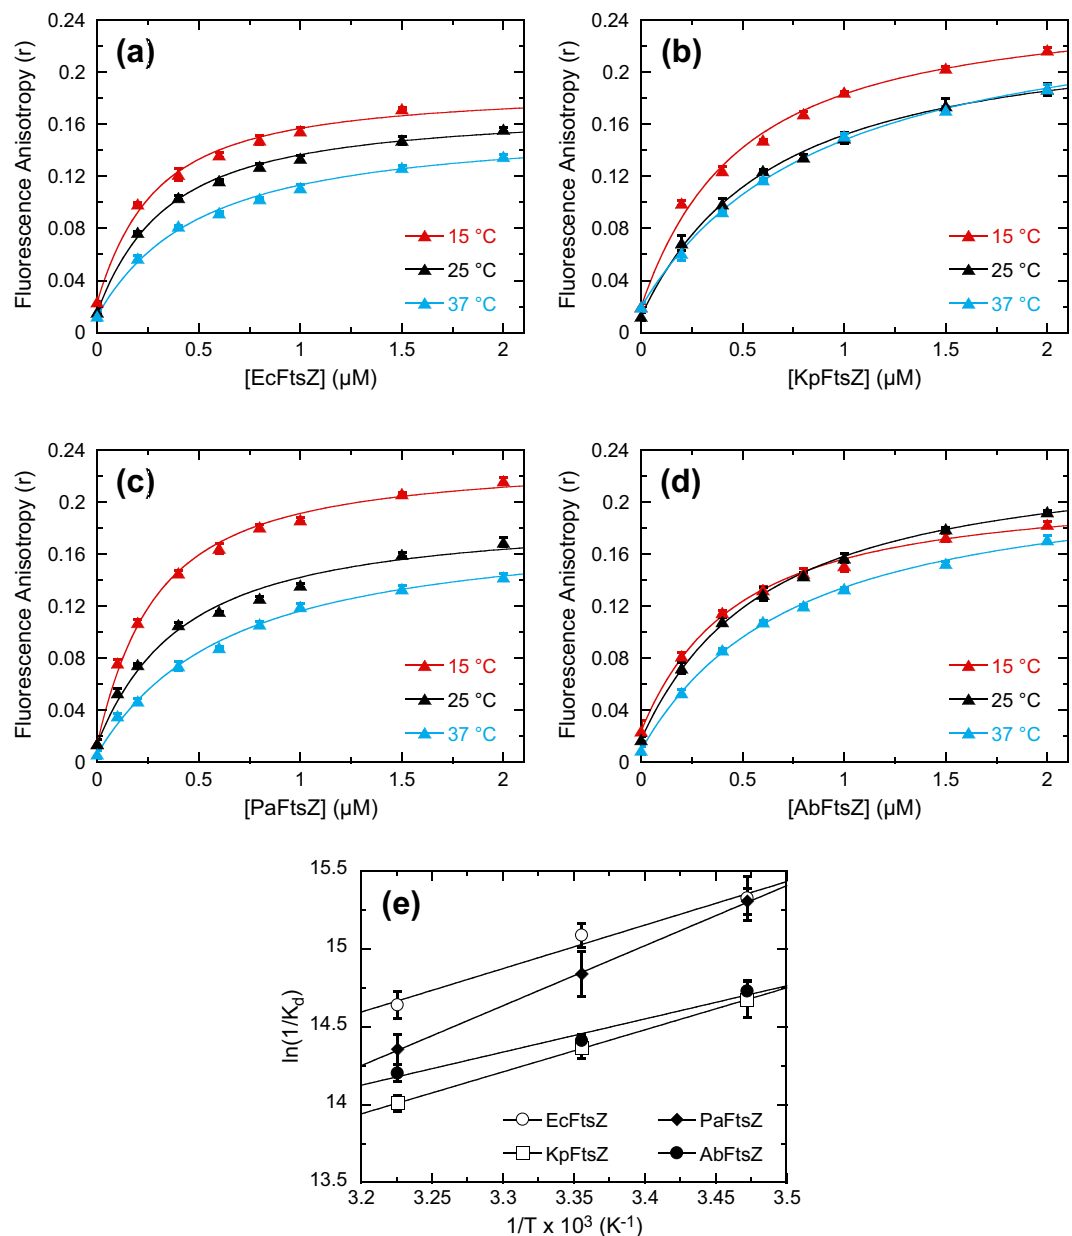 (a)
Fluorescence Anisotropy (r)
0.24
0.2
0.16
0.12
0.08
0.04
0
15 °C
25 °C
37 °C
0 0.5 1 1.5 2
[EcFtsZ] (µM)
(b)
Fluorescence Anisotropy (r)
0.24
0.2
0.16
0.12
0.08
0.04
0
15 °C
25 °C
37 °C
0 0.5 1 1.5 2
[KpFtsZ] (µM)
(c)
Fluorescence Anisotropy (r)
0.24
0.2
0.16
0.12
0.08
0.04
0
15 °C
25 °C
37 °C
0 0.5 1 1.5 2
[PaFtsZ] (µM)
(d)
Fluorescence Anisotropy (r)
0.24
0.2
0.16
0.12
0.08
0.04
0
15 °C
25 °C
37 °C
0 0.5 1 1.5 2
[AbFtsZ] (µM)
(e)
ln(1/Kd)
15.5
15
14.5
14
13.5
EcFtsZ PaFtsZ
KpFtsZ AbFtsZ
3.2 3.25 3.3 3.35 3.4 3.45 3.5
1/T x 10³ (K⁻¹)